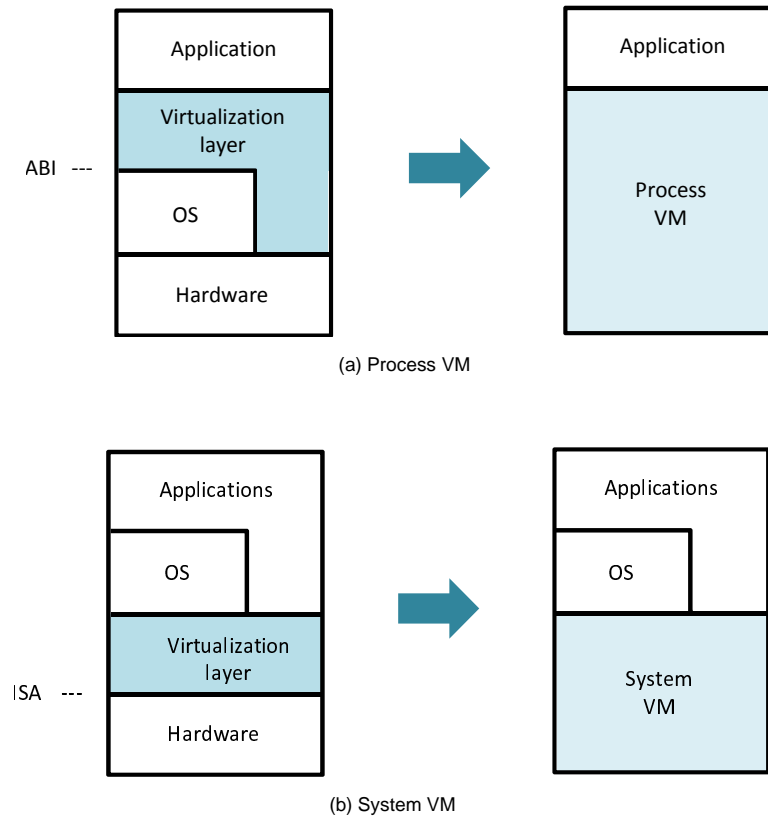 Application
Virtualization
layer
ABI ---
OS
Hardware
Application
Process
VM
(a) Process VM
Applications
OS
Virtualization
layer
ISA ---
Hardware
Applications
OS
System
VM
(b) System VM